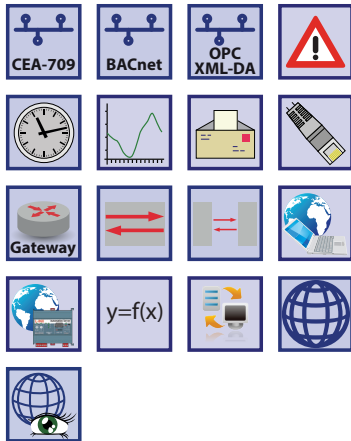 CEA-709
BACnet
OPC
XML-DA
Gateway
y=f(x)